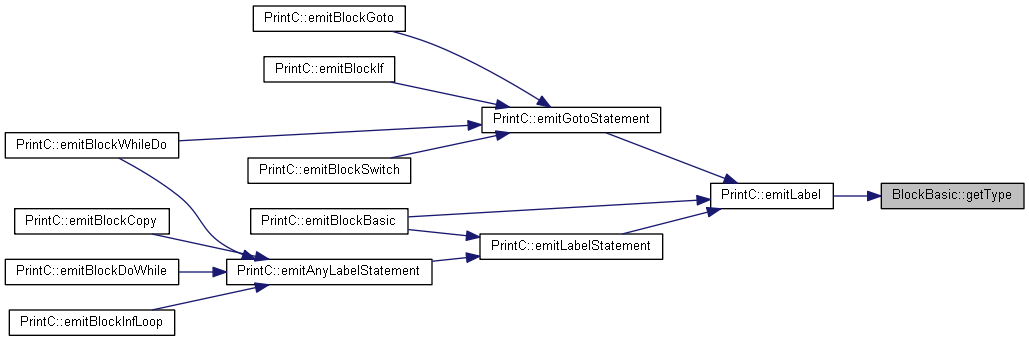 PrintC::emitBlockGoto
PrintC::emitBlockIf
PrintC::emitGotoStatement
PrintC::emitBlockWhileDo
PrintC::emitBlockSwitch
PrintC::emitLabel
BlockBasic::getType
PrintC::emitBlockCopy
PrintC::emitBlockBasic
PrintC::emitLabelStatement
PrintC::emitBlockDoWhile
PrintC::emitAnyLabelStatement
PrintC::emitBlockInfLoop